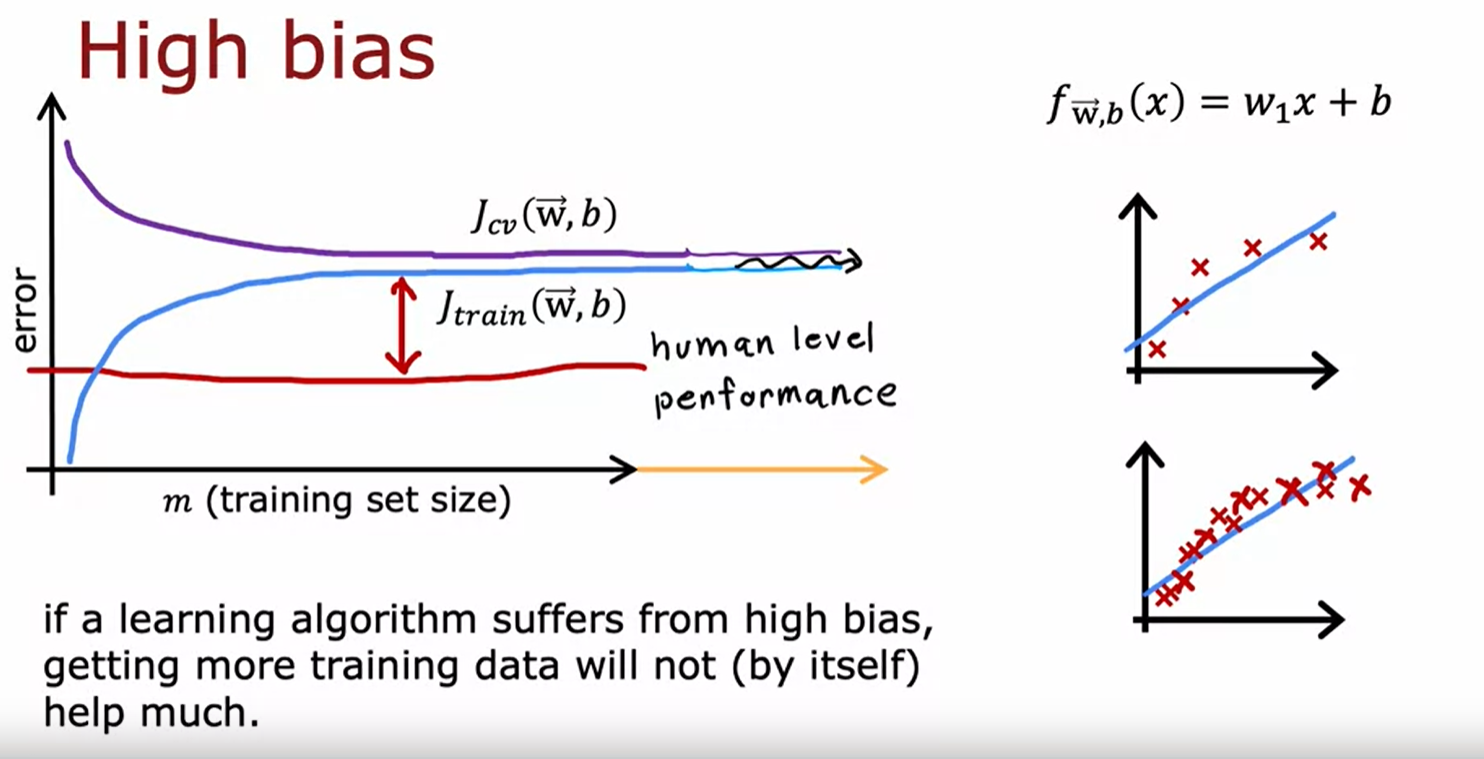 High bias
f_{\vec{w},b}(x) = w_1x + b
J_{cv}(\vec{w}, b)
J_{train}(\vec{w}, b)
human level
performance
error
m (training set size)
if a learning algorithm suffers from high bias,
getting more training data will not (by itself)
help much.